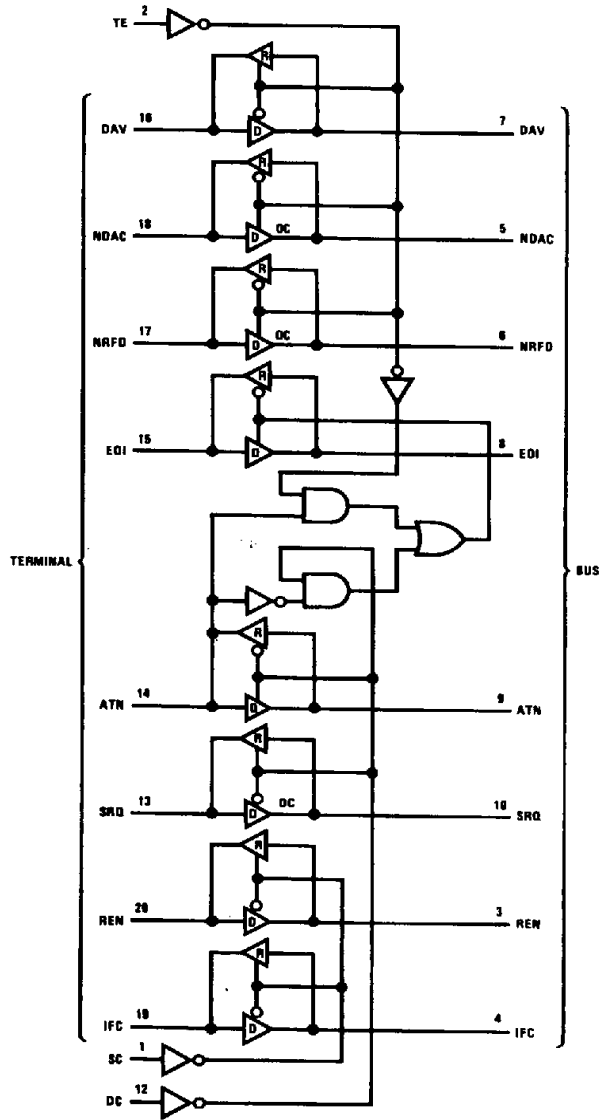 TE 2
R
DAV 16 D 7 DAV
R
NDAC 18 D OC 5 NDAC
R
NRFD 17 D OC 6 NRFD
R
EOI 15 D 8 EOI
TERMINAL BUS
R
ATN 14 D 9 ATN
R
SRQ 13 D OC 10 SRQ
R
REN 20 D 3 REN
R
IFC 19 D 4 IFC
SC 1
DC 12